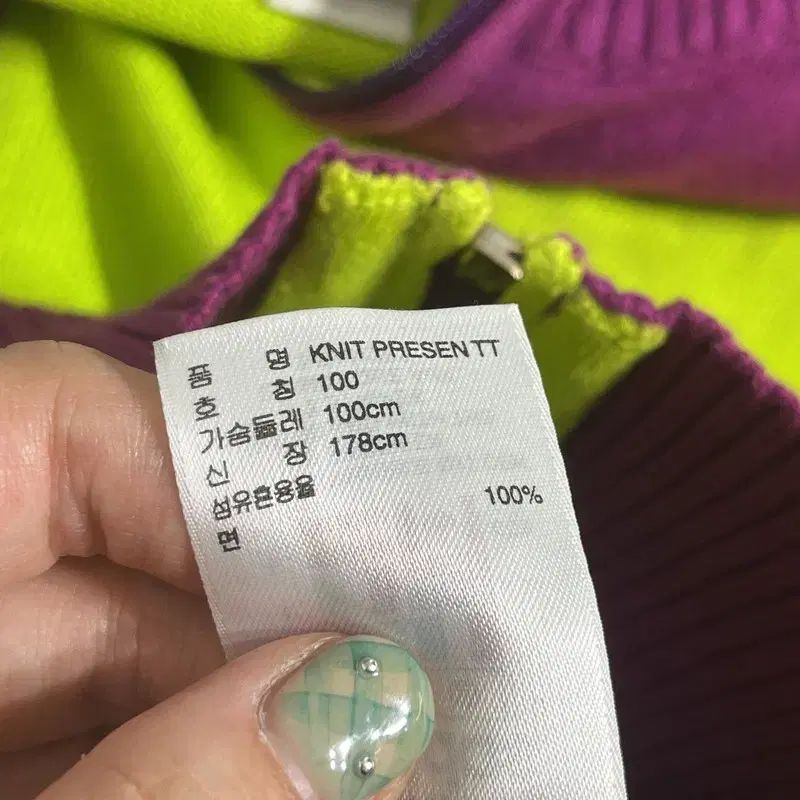 품 명 KNIT PRESEN TT
호 칭 100
가슴둘레 100cm
신 장 178cm
섬유혼용율
100%
면